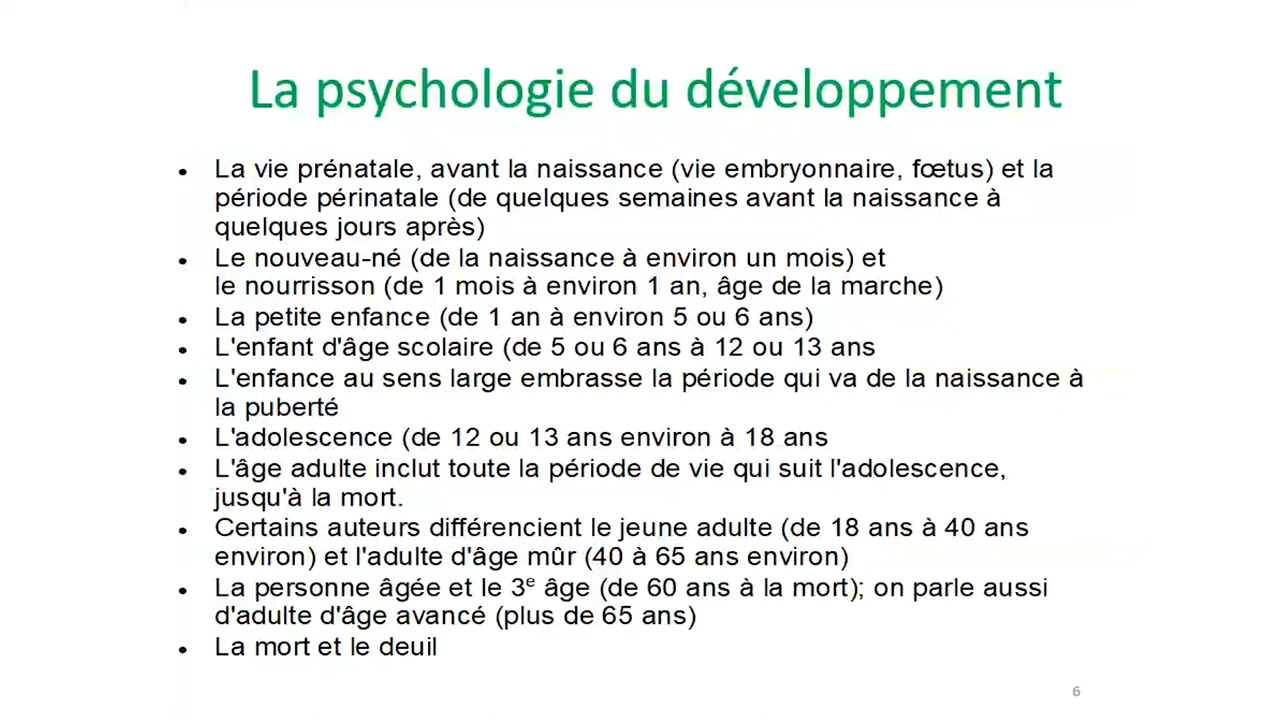 La psychologie du développement
• La vie prénatale, avant la naissance (vie embryonnaire, fœtus) et la
période périnatale (de quelques semaines avant la naissance à
quelques jours après)
• Le nouveau-né (de la naissance à environ un mois) et
le nourrisson (de 1 mois à environ 1 an, âge de la marche)
• La petite enfance (de 1 an à environ 5 ou 6 ans)
• L'enfant d'âge scolaire (de 5 ou 6 ans à 12 ou 13 ans
• L'enfance au sens large embrasse la période qui va de la naissance à
la puberté
• L'adolescence (de 12 ou 13 ans environ à 18 ans
• L'âge adulte inclut toute la période de vie qui suit l'adolescence,
jusqu'à la mort.
• Certains auteurs différencient le jeune adulte (de 18 ans à 40 ans
environ) et l'adulte d'âge mûr (40 à 65 ans environ)
• La personne âgée et le 3ᵉ âge (de 60 ans à la mort); on parle aussi
d'adulte d'âge avancé (plus de 65 ans)
• La mort et le deuil
6